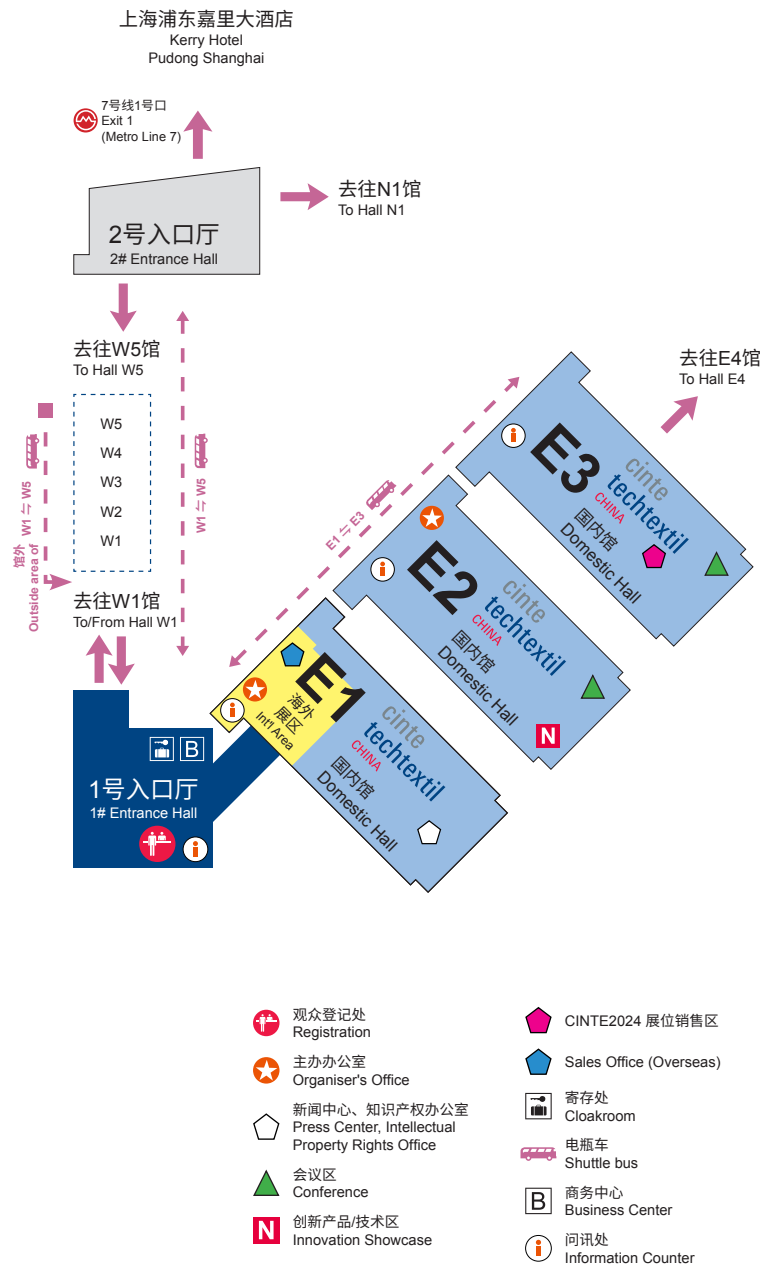 上海浦东嘉里大酒店
Kerry Hotel
Pudong Shanghai
7号线1号口
Exit 1
(Metro Line 7)
去往N1馆
To Hall N1
2号入口厅
2# Entrance Hall
去往W5馆
To Hall W5
去往E4馆
To Hall E4
W5
W4
W3
W2
W1
馆外 W1 ⇋ W5
Outside area of
W1 ⇋ W5
E1 ⇋ E3
E3
cinte
techtextil
CHINA
国内馆
Domestic Hall
E2
cinte
techtextil
CHINA
国内馆
Domestic Hall
N
去往W1馆
To/From Hall W1
E1
海外
展区
Int'l Area
cinte
techtextil
CHINA
国内馆
Domestic Hall
B
1号入口厅
1# Entrance Hall
观众登记处
Registration
主办办公室
Organiser's Office
新闻中心、知识产权办公室
Press Center, Intellectual
Property Rights Office
会议区
Conference
N
创新产品/技术区
Innovation Showcase
CINTE2024 展位销售区
Sales Office (Overseas)
寄存处
Cloakroom
电瓶车
Shuttle bus
B
商务中心
Business Center
问讯处
Information Counter